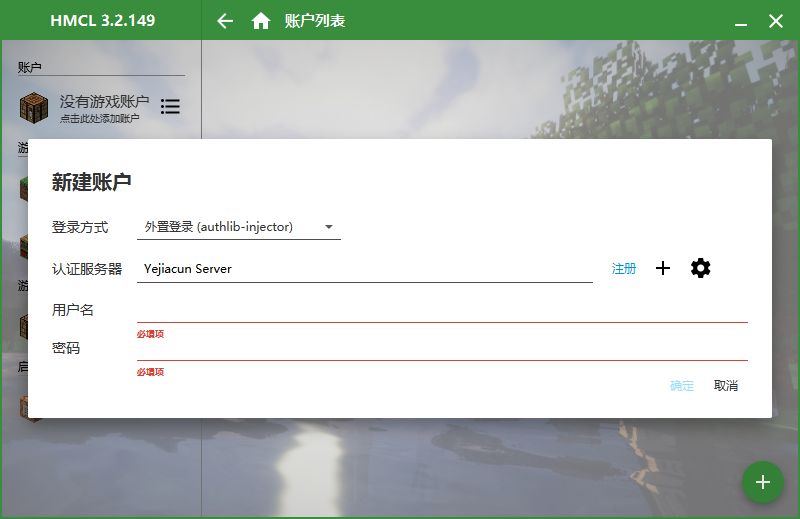 HMCL 3.2.149
账户列表
账户
没有游戏账户
点击此处添加账户
新建账户
登录方式
外置登录 (authlib-injector)
认证服务器
Yejiacun Server
注册
用户名
必填项
密码
必填项
确定
取消